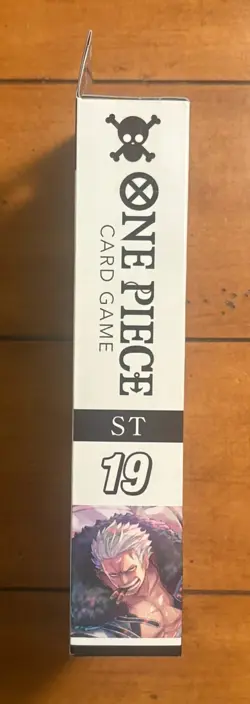 ONE PIECE
CARD GAME
ST
19